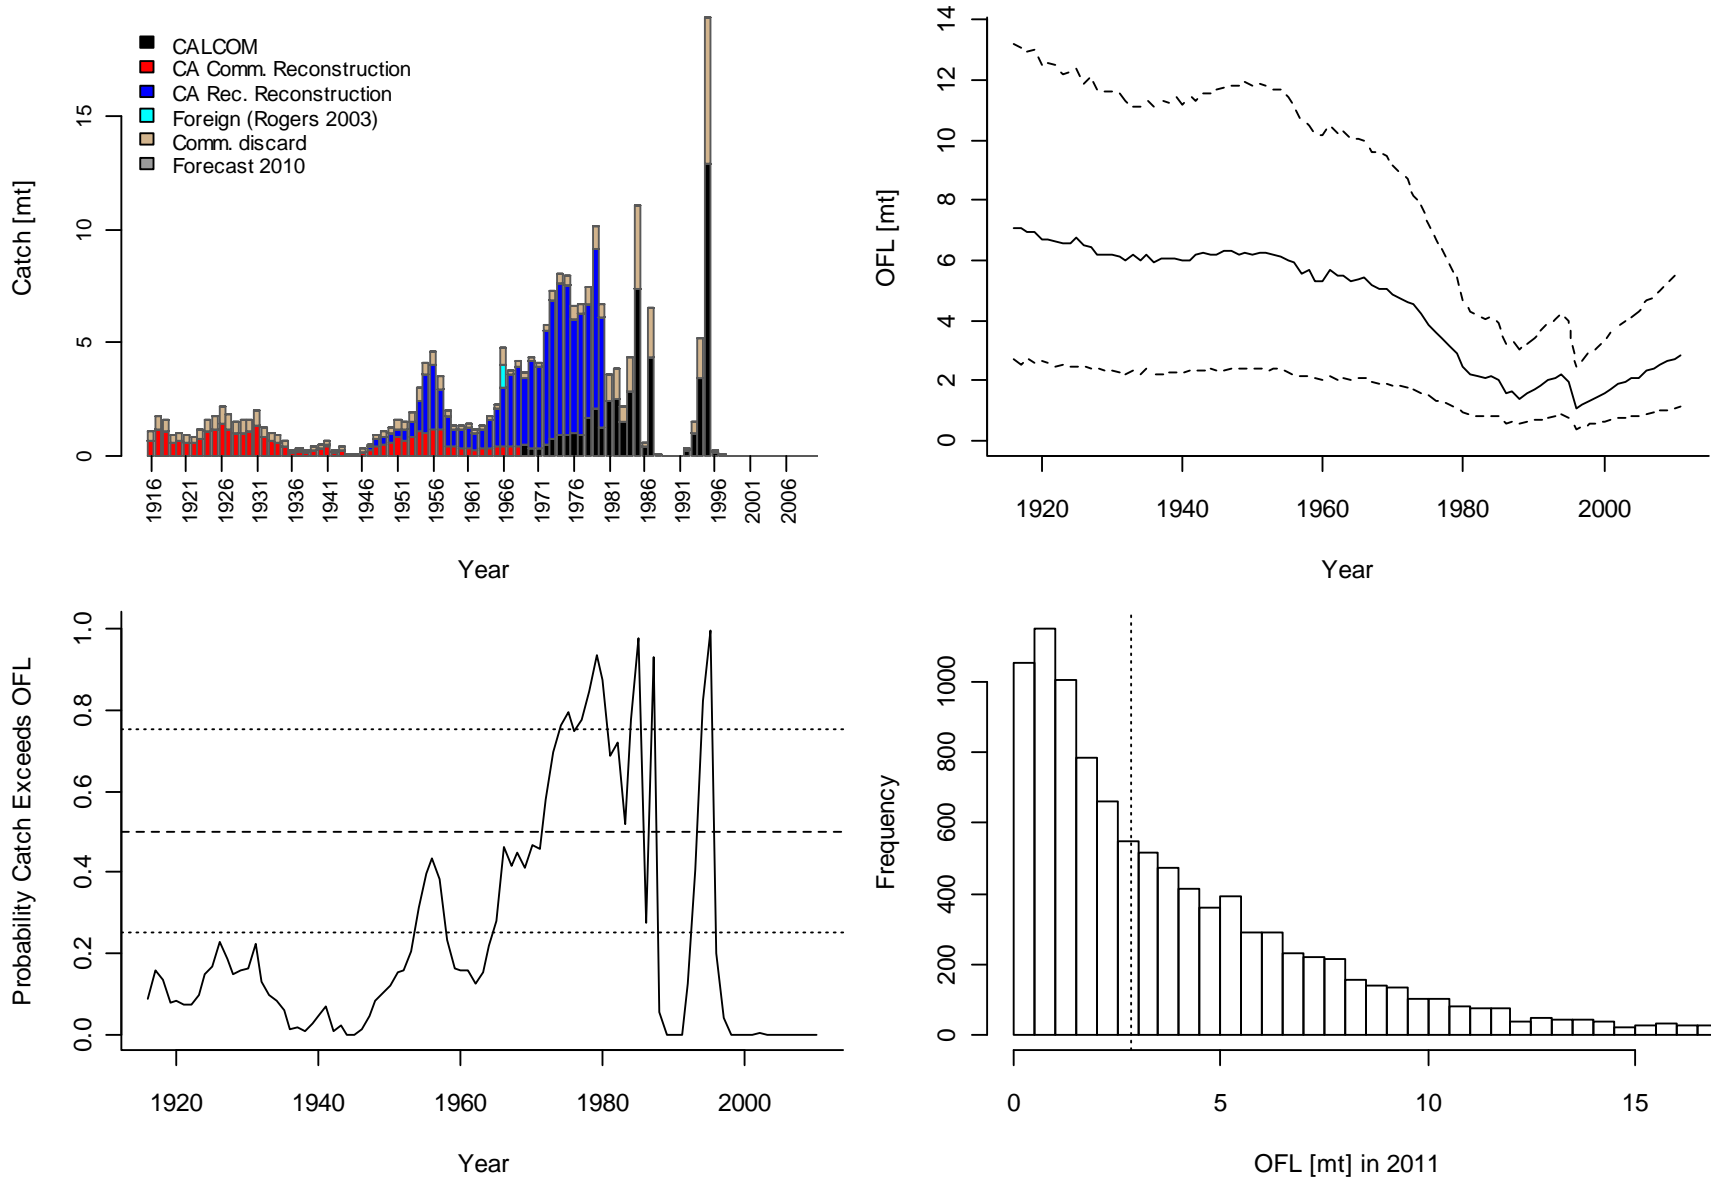 CALCOM
CA Comm. Reconstruction
CA Rec. Reconstruction
Foreign (Rogers 2003)
Comm. discard
Forecast 2010
Catch [mt]
0 5 10 15
1916 1921 1926 1931 1936 1941 1946 1951 1956 1961 1966 1971 1976 1981 1986 1991 1996 2001 2006
Year
OFL [mt]
0 2 4 6 8 10 12 14
1920 1940 1960 1980 2000
Year
Probability Catch Exceeds OFL
0.0 0.2 0.4 0.6 0.8 1.0
1920 1940 1960 1980 2000
Year
Frequency
0 200 400 600 800 1000
0 5 10 15
OFL [mt] in 2011